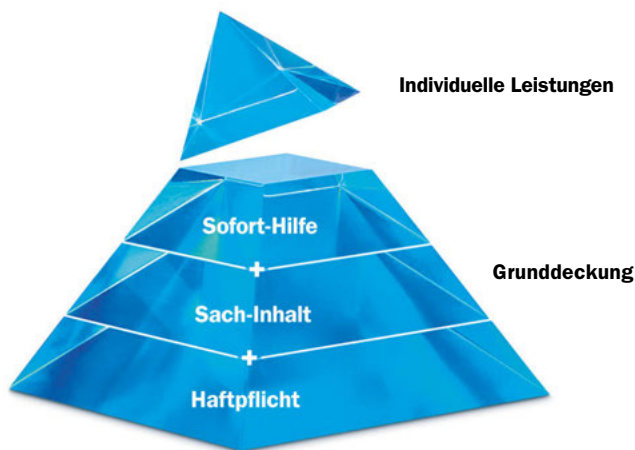 Individuelle Leistungen
Sofort-Hilfe
+
Grunddeckung
Sach-Inhalt
+
Haftpflicht